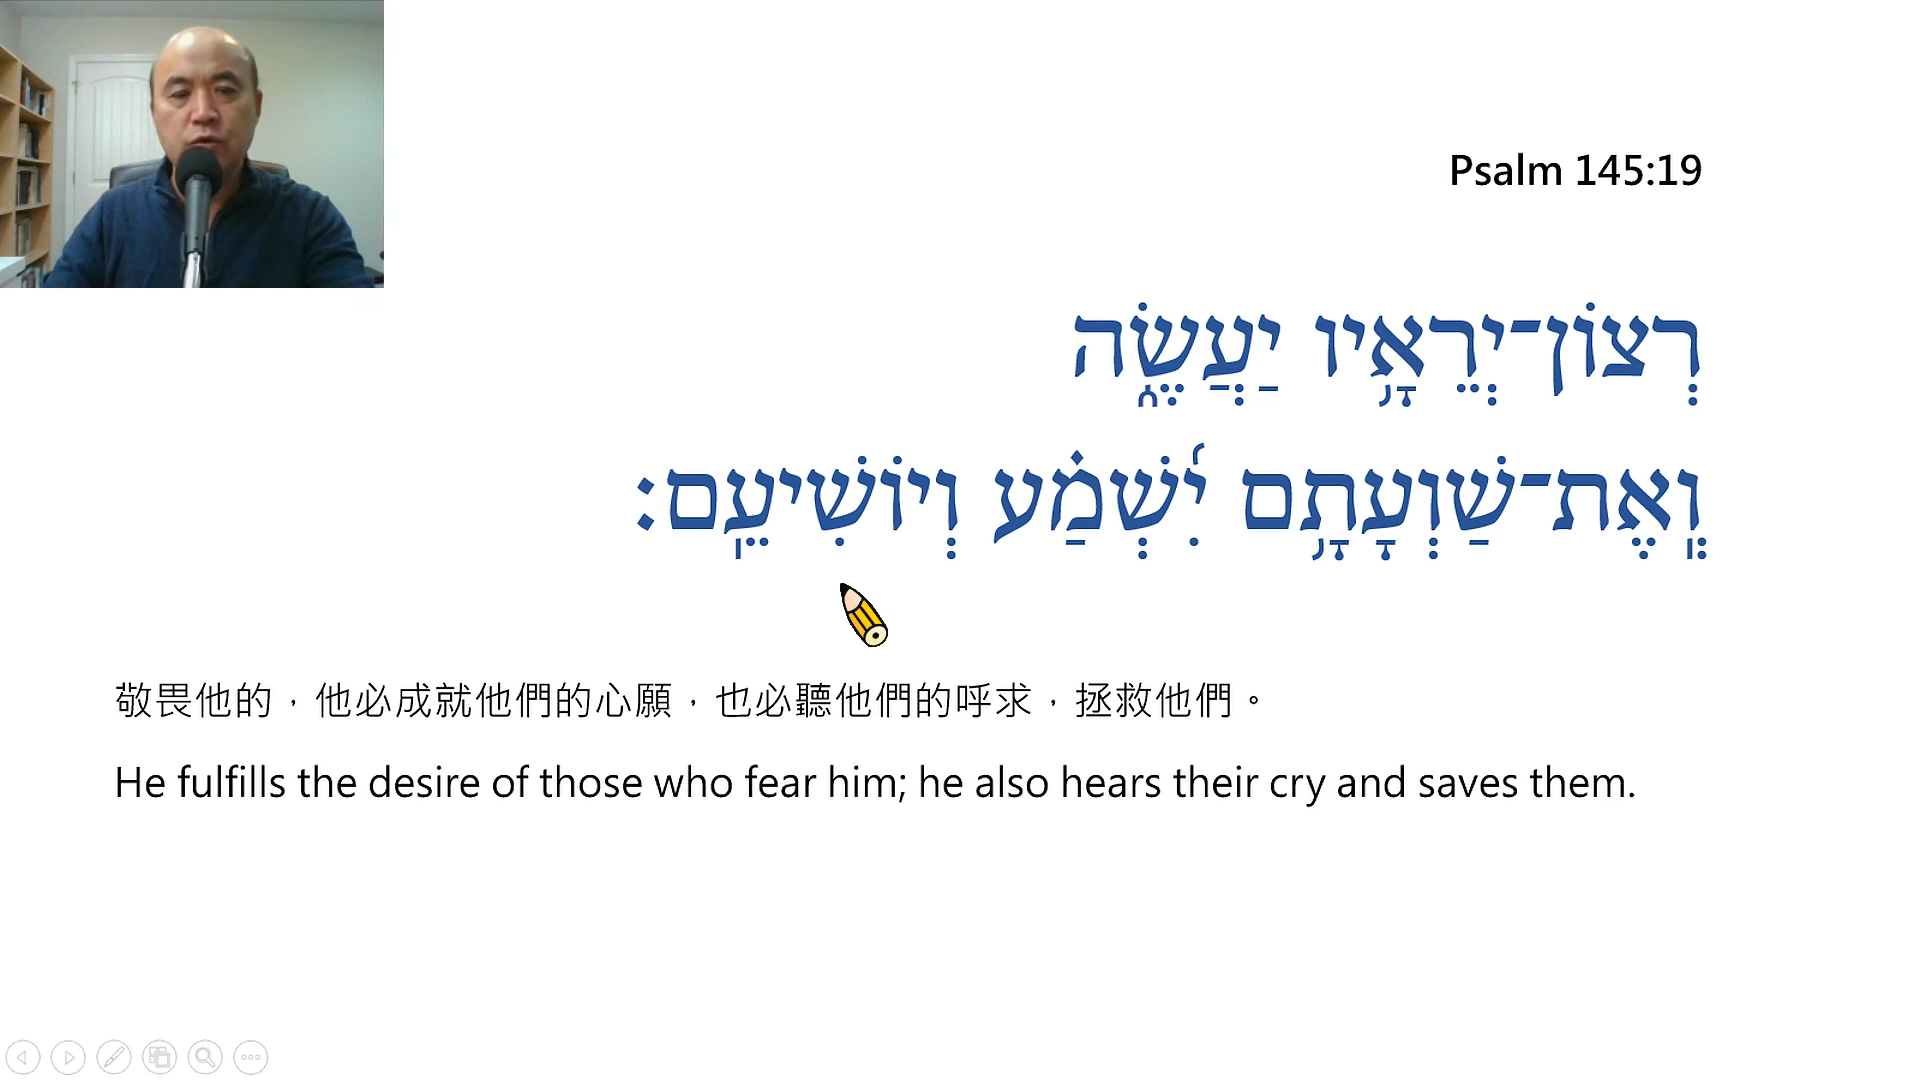 Psalm 145:19
רְצוֹן־יְרֵאָ֥יו יַעֲשֶׂ֑ה
וְֽאֶת־שַׁוְעָתָ֥ם יִ֝שְׁמַ֗ע וְיוֹשִׁיעֵֽם׃
敬畏他的，他必成就他們的心願，也必聽他們的呼求，拯救他們。
He fulfills the desire of those who fear him; he also hears their cry and saves them.